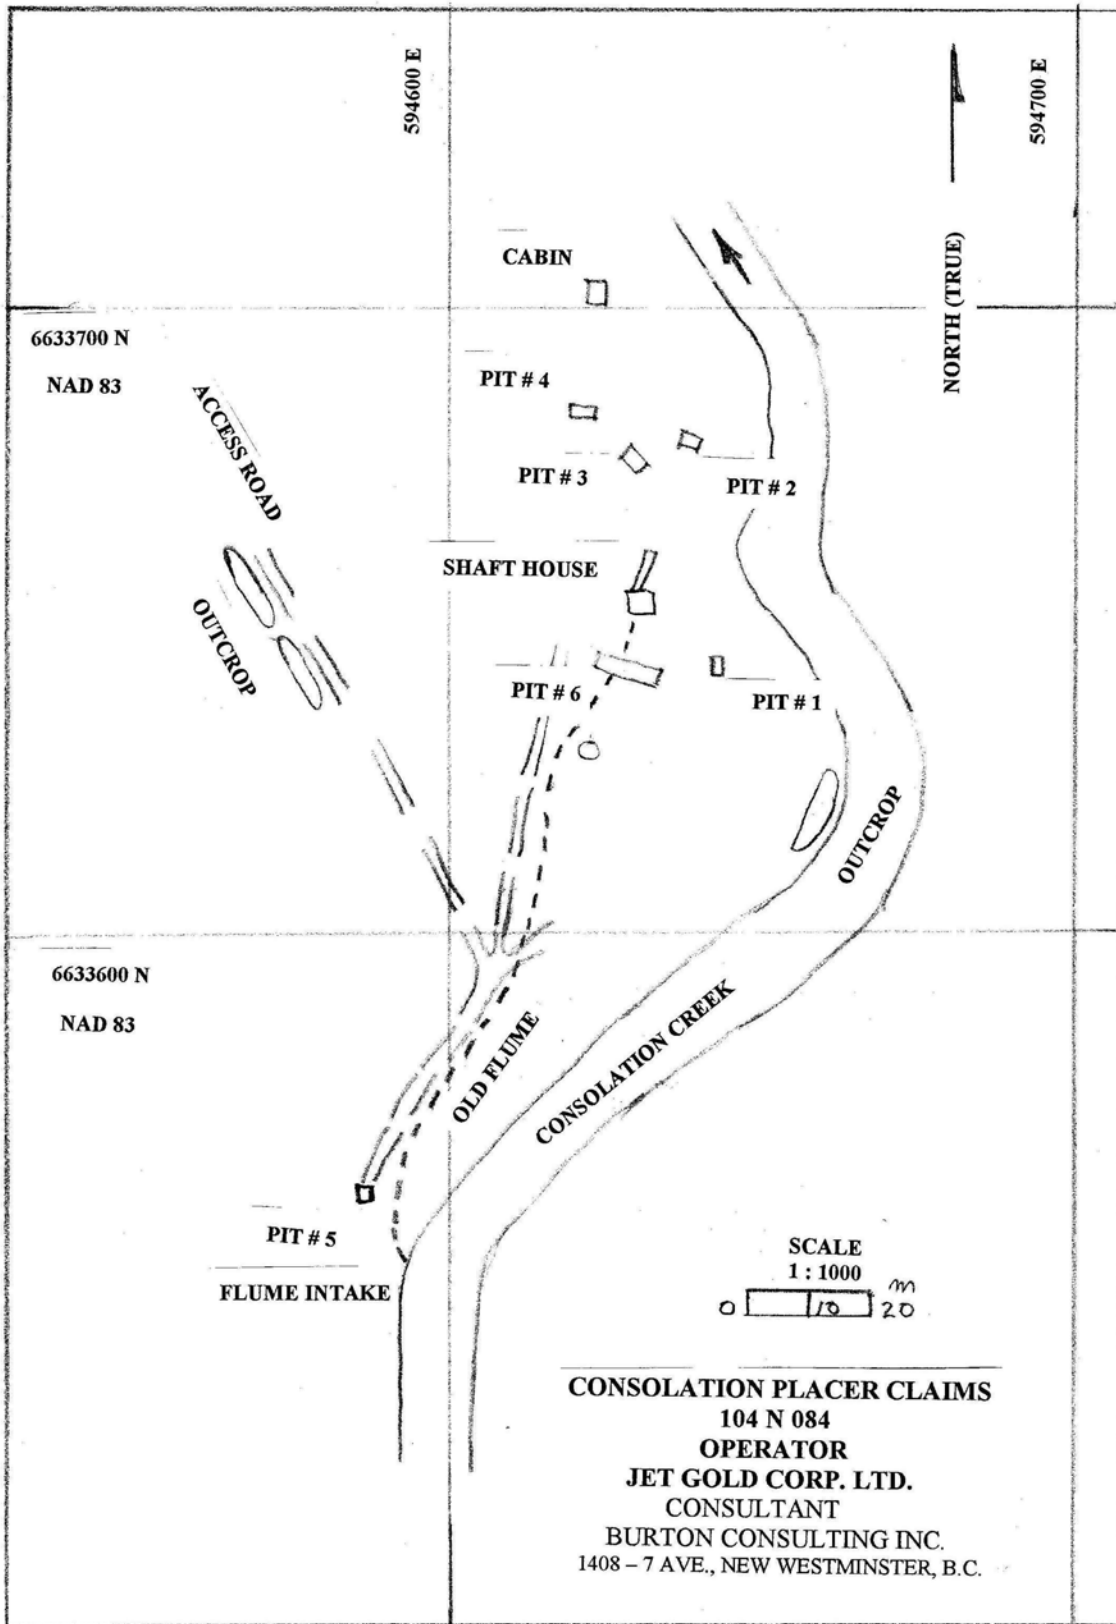 594600 E
594700 E
NORTH (TRUE)
CABIN
6633700 N
NAD 83
PIT # 4
ACCESS ROAD
PIT # 3
PIT # 2
SHAFT HOUSE
OUTCROP
PIT # 6
PIT # 1
OUTCROP
6633600 N
NAD 83
OLD FLUME
CONSOLATION CREEK
PIT # 5
FLUME INTAKE
SCALE
1 : 1000
0 10 20 m
CONSOLATION PLACER CLAIMS
104 N 084
OPERATOR
JET GOLD CORP. LTD.
CONSULTANT
BURTON CONSULTING INC.
1408 – 7 AVE., NEW WESTMINSTER, B.C.